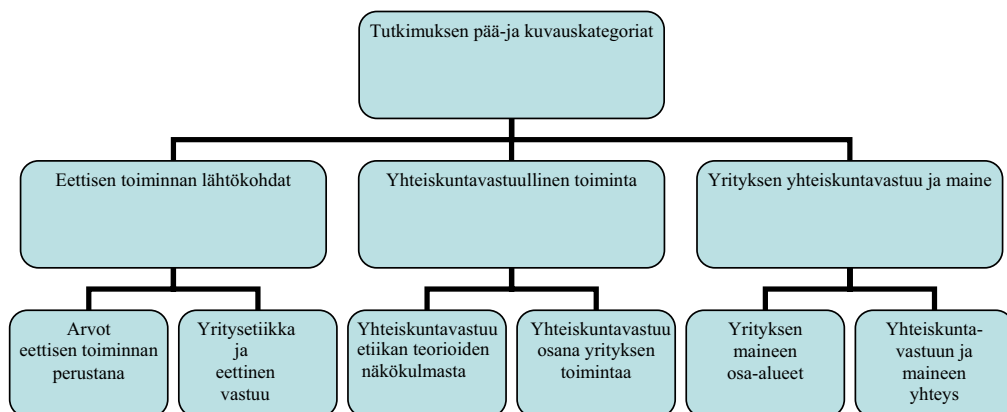 Tutkimuksen pää-ja kuvauskategoriat
Eettisen toiminnan lähtökohdat
Yhteiskuntavastuullinen toiminta
Yrityksen yhteiskuntavastuu ja maine
Arvot
eettisen toiminnan
perustana
Yritysetiikka
ja
eettinen
vastuu
Yhteiskuntavastuu
etiikan teorioiden
näkökulmasta
Yhteiskuntavastuu
osana yrityksen
toimintaa
Yrityksen
maineen
osa-alueet
Yhteiskunta-
vastuun ja
maineen
yhteys